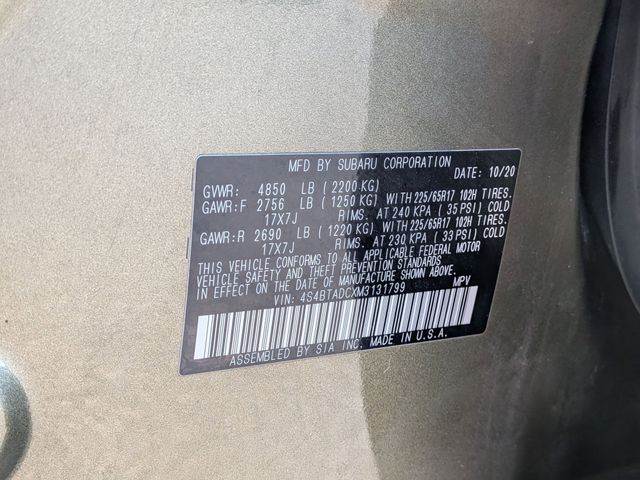 MFD BY SUBARU CORPORATION
DATE: 10/20
GVWR: 4850 LB (2200 KG)
GAWR:F 2756 LB (1250 KG) WITH 225/65R17 102H TIRES.
17X7J RIMS. AT 240 KPA (35 PSI) COLD
GAWR:R 2690 LB (1220 KG) WITH 225/65R17 102H TIRES.
17X7J RIMS. AT 230 KPA (33 PSI) COLD
THIS VEHICLE CONFORMS TO ALL APPLICABLE FEDERAL MOTOR
VEHICLE SAFETY AND THEFT PREVENTION STANDARDS
IN EFFECT ON THE DATE OF MANUFACTURE SHOWN ABOVE.
VIN: 4S4BTADCXM3131799 MPV
ASSEMBLED BY SIA INC. MADE IN U.S.A.